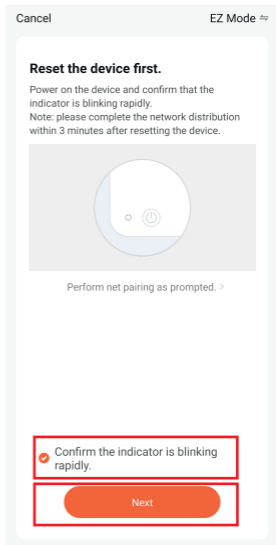 Cancel
EZ Mode ⇋
Reset the device first.
Power on the device and confirm that the
indicator is blinking rapidly.
Note: please complete the network distribution
within 3 minutes after resetting the device.
Perform net pairing as prompted. >
Confirm the indicator is blinking
rapidly.
Next